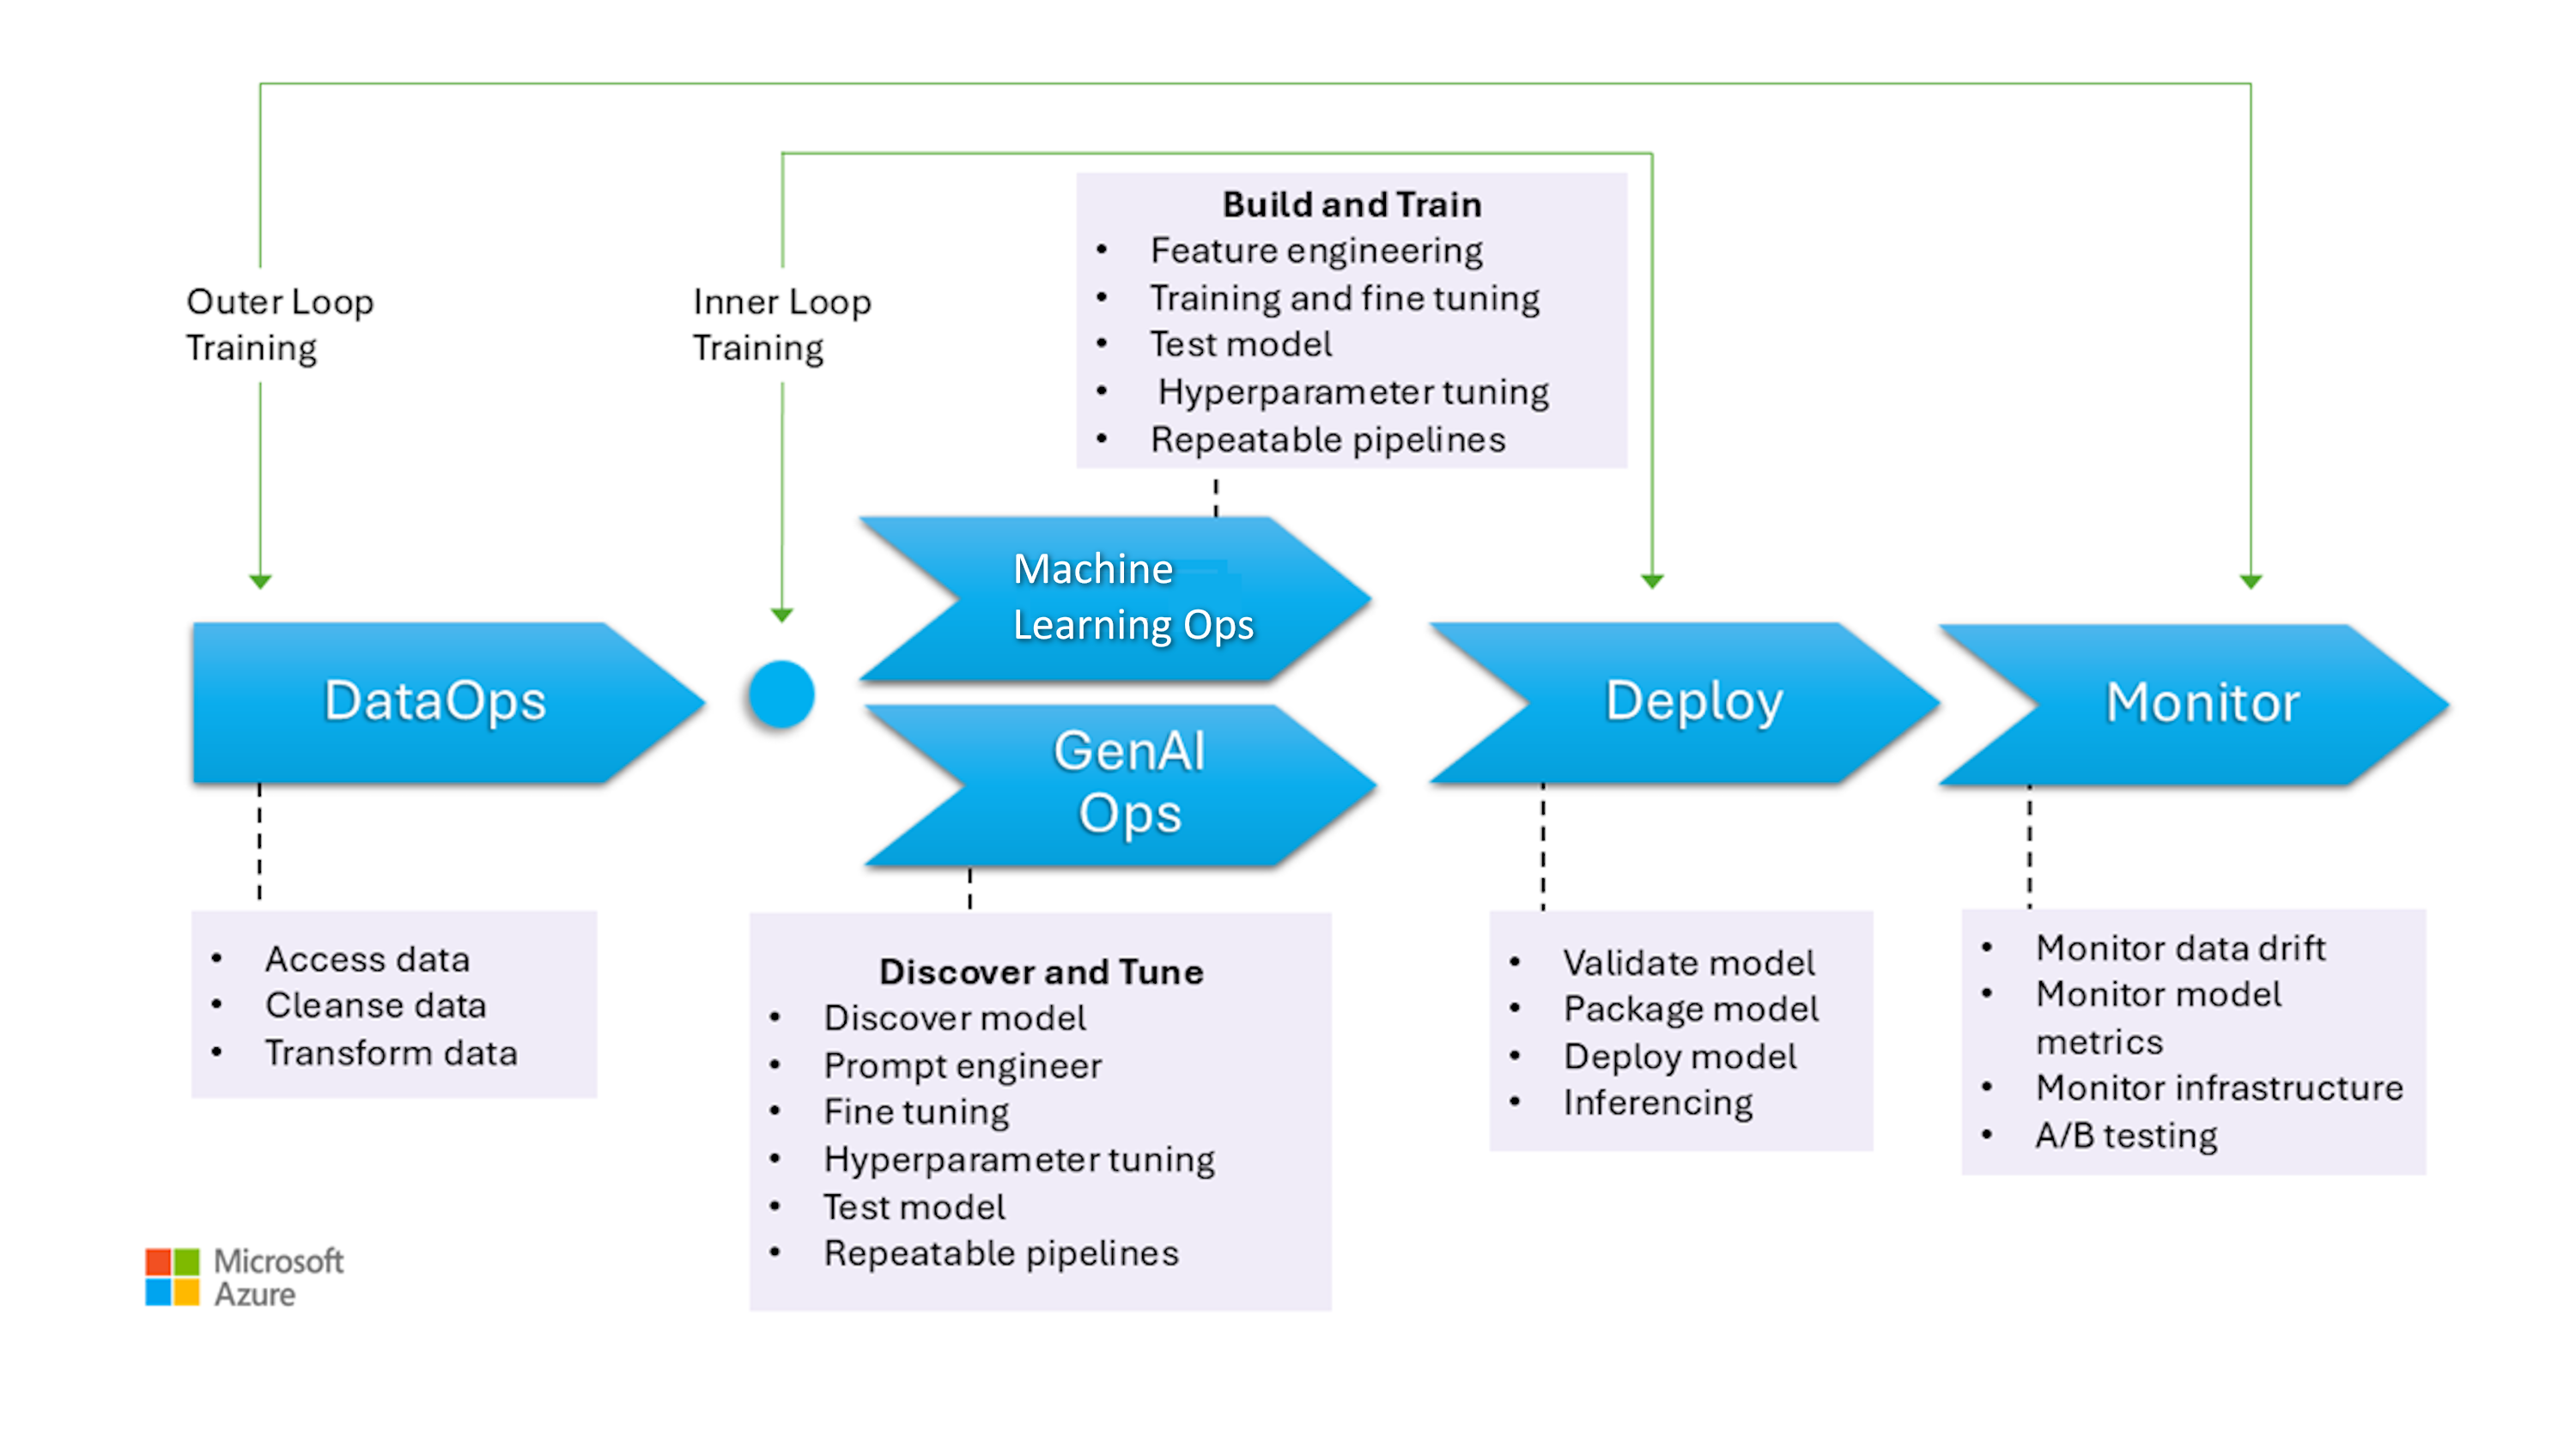 Outer Loop
Training
Inner Loop
Training
Build and Train
• Feature engineering
• Training and fine tuning
• Test model
• Hyperparameter tuning
• Repeatable pipelines
DataOps
Machine
Learning Ops
GenAI
Ops
Deploy
Monitor
• Access data
• Cleanse data
• Transform data
Discover and Tune
• Discover model
• Prompt engineer
• Fine tuning
• Hyperparameter tuning
• Test model
• Repeatable pipelines
• Validate model
• Package model
• Deploy model
• Inferencing
• Monitor data drift
• Monitor model
metrics
• Monitor infrastructure
• A/B testing
Microsoft
Azure